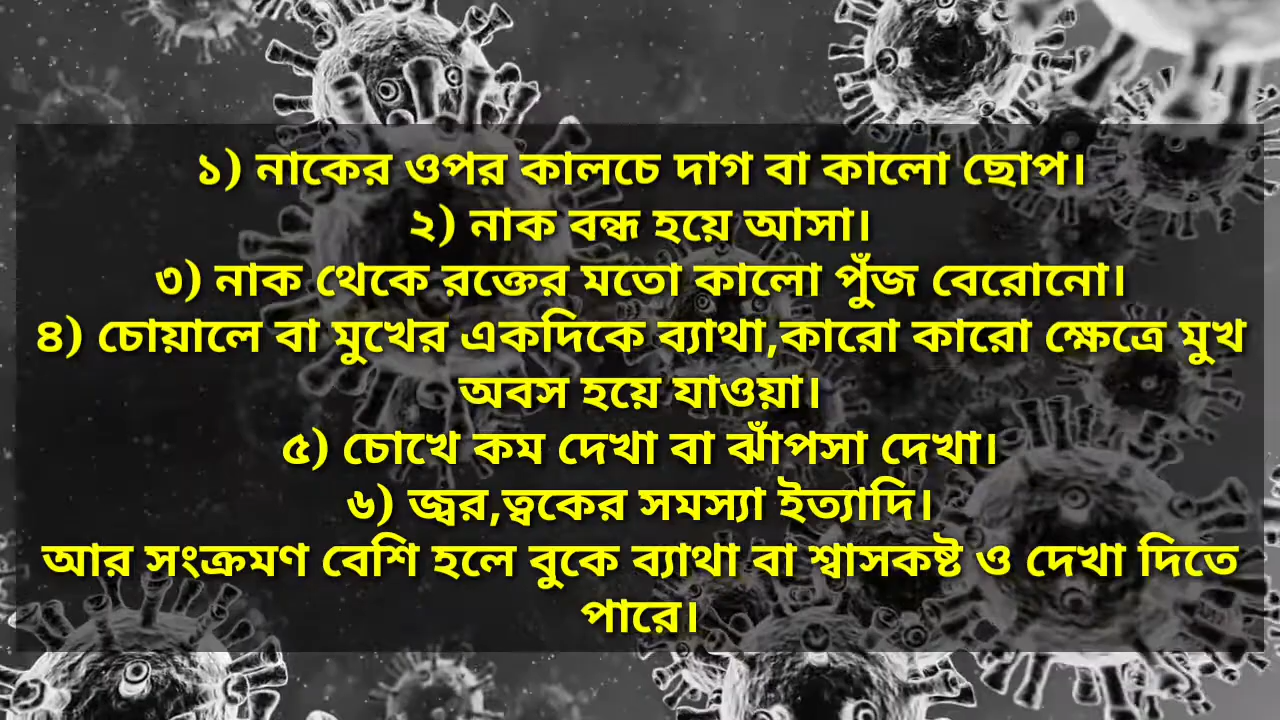 ১) নাকের ওপর কালচে দাগ বা কালো ছোপ।
২) নাক বন্ধ হয়ে আসা।
৩) নাক থেকে রক্তের মতো কালো পুঁজ বেরোনো।
৪) চোয়ালে বা মুখের একদিকে ব্যাথা,কারো কারো ক্ষেত্রে মুখ
অবস হয়ে যাওয়া।
৫) চোখে কম দেখা বা ঝাঁপসা দেখা।
৬) জ্বর,ত্বকের সমস্যা ইত্যাদি।
আর সংক্রমণ বেশি হলে বুকে ব্যাথা বা শ্বাসকষ্ট ও দেখা দিতে
পারে।